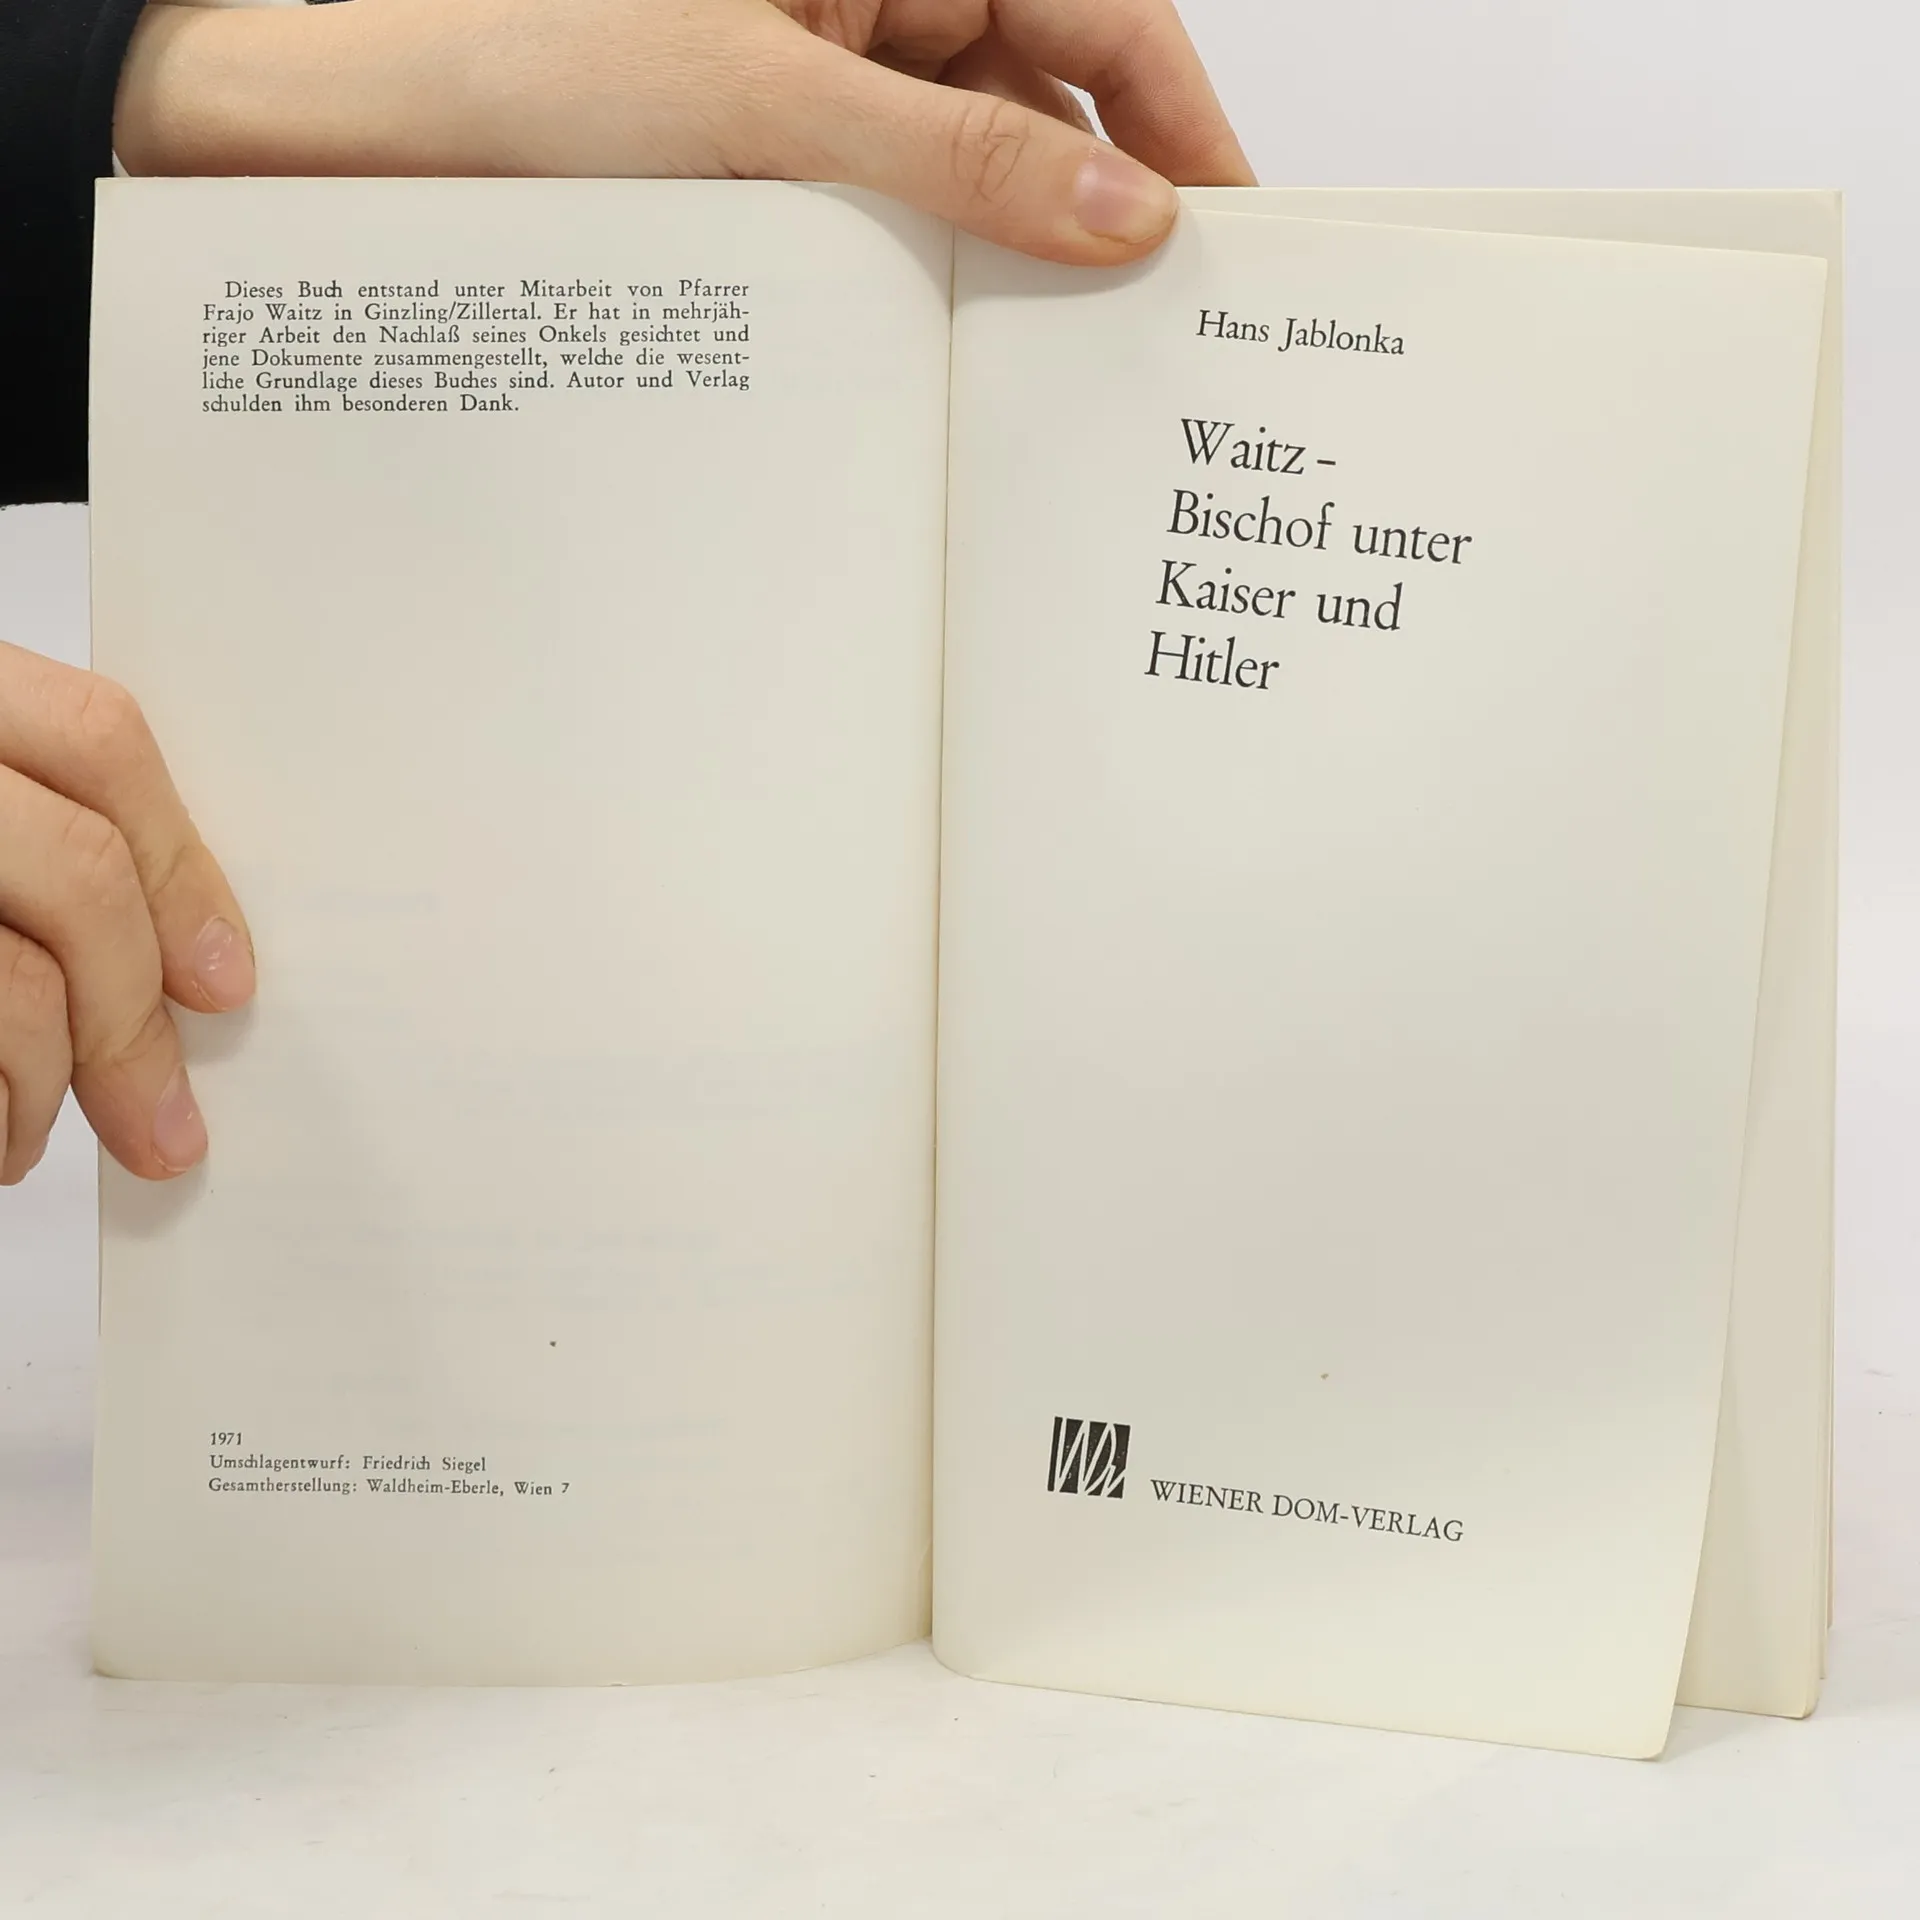 Dieses Buch entstand unter Mitarbeit von Pfarrer
Frajo Waitz in Ginzling/Zillertal. Er hat in mehrjäh-
riger Arbeit den Nachlaß seines Onkels gesichtet und
jene Dokumente zusammengestellt, welche die wesent-
liche Grundlage dieses Buches sind. Autor und Verlag
schulden ihm besonderen Dank.
1971
Umschlagentwurf: Friedrich Siegel
Gesamtherstellung: Waldheim-Eberle, Wien 7
Hans Jablonka
Waitz –
Bischof unter
Kaiser und
Hitler
WIENER DOM-VERLAG